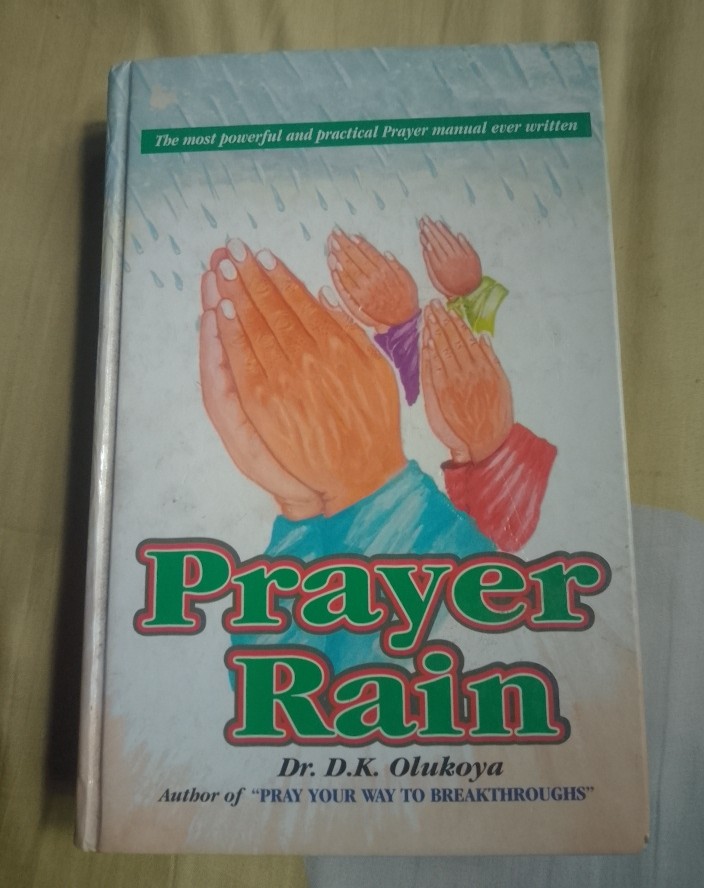 The most powerful and practical Prayer manual ever written
Prayer
Rain
Dr. D.K. Olukoya
Author of "PRAY YOUR WAY TO BREAKTHROUGHS"